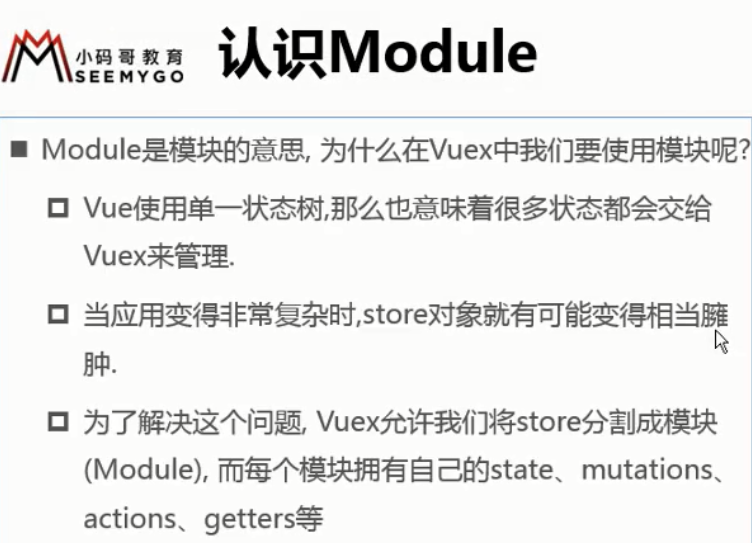 小码哥教育
SEEMYGO
认识Module
Module是模块的意思, 为什么在Vuex中我们要使用模块呢?
Vue使用单一状态树,那么也意味着很多状态都会交给
Vuex来管理.
当应用变得非常复杂时,store对象就有可能变得相当臃
肿.
为了解决这个问题, Vuex允许我们将store分割成模块
(Module), 而每个模块拥有自己的state、mutations、
actions、getters等